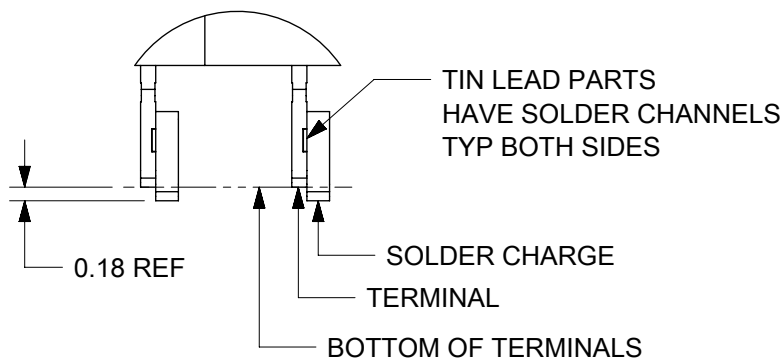 TIN LEAD PARTS
HAVE SOLDER CHANNELS
TYP BOTH SIDES
0.18 REF
SOLDER CHARGE
TERMINAL
BOTTOM OF TERMINALS